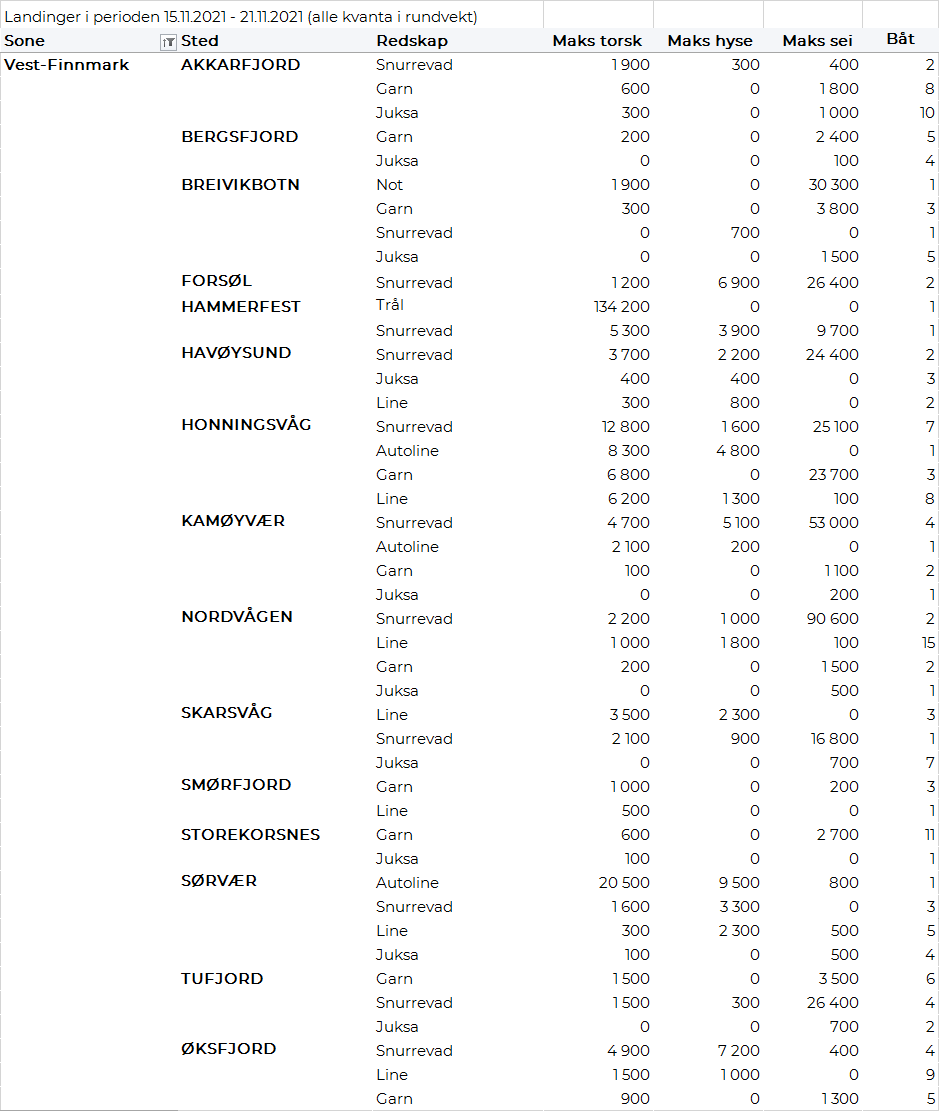 Landinger i perioden 15.11.2021 - 21.11.2021 (alle kvanta i rundvekt)
Sone Sted Redskap Maks torsk Maks hyse Maks sei Båt
Vest-Finnmark AKKARFJORD Snurrevad 1 900 300 400 2
Garn 600 0 1 800 8
Juksa 300 0 1 000 10
BERGSFJORD Garn 200 0 2 400 5
Juksa 0 0 100 4
BREIVIKBOTN Not 1 900 0 30 300 1
Garn 300 0 3 800 3
Snurrevad 0 700 0 1
Juksa 0 0 1 500 5
FORSØL Snurrevad 1 200 6 900 26 400 2
HAMMERFEST Trål 134 200 0 0 1
Snurrevad 5 300 3 900 9 700 1
HAVØYSUND Snurrevad 3 700 2 200 24 400 2
Juksa 400 400 0 3
Line 300 800 0 2
HONNINGSVÅG Snurrevad 12 800 1 600 25 100 7
Autoline 8 300 4 800 0 1
Garn 6 800 0 23 700 3
Line 6 200 1 300 100 8
KAMØYVÆR Snurrevad 4 700 5 100 53 000 4
Autoline 2 100 200 0 1
Garn 100 0 1 100 2
Juksa 0 0 200 1
NORDVÅGEN Snurrevad 2 200 1 000 90 600 2
Line 1 000 1 800 100 15
Garn 200 0 1 500 2
Juksa 0 0 500 1
SKARSVÅG Line 3 500 2 300 0 3
Snurrevad 2 100 900 16 800 1
Juksa 0 0 700 7
SMØRFJORD Garn 1 000 0 200 3
Line 500 0 0 1
STOREKORSNES Garn 600 0 2 700 11
Juksa 100 0 0 1
SØRVÆR Autoline 20 500 9 500 800 1
Snurrevad 1 600 3 300 0 3
Line 300 2 300 500 5
Juksa 100 0 500 4
TUFJORD Garn 1 500 0 3 500 6
Snurrevad 1 500 300 26 400 4
Juksa 0 0 700 2
ØKSFJORD Snurrevad 4 900 7 200 400 4
Line 1 500 1 000 0 9
Garn 900 0 1 300 5